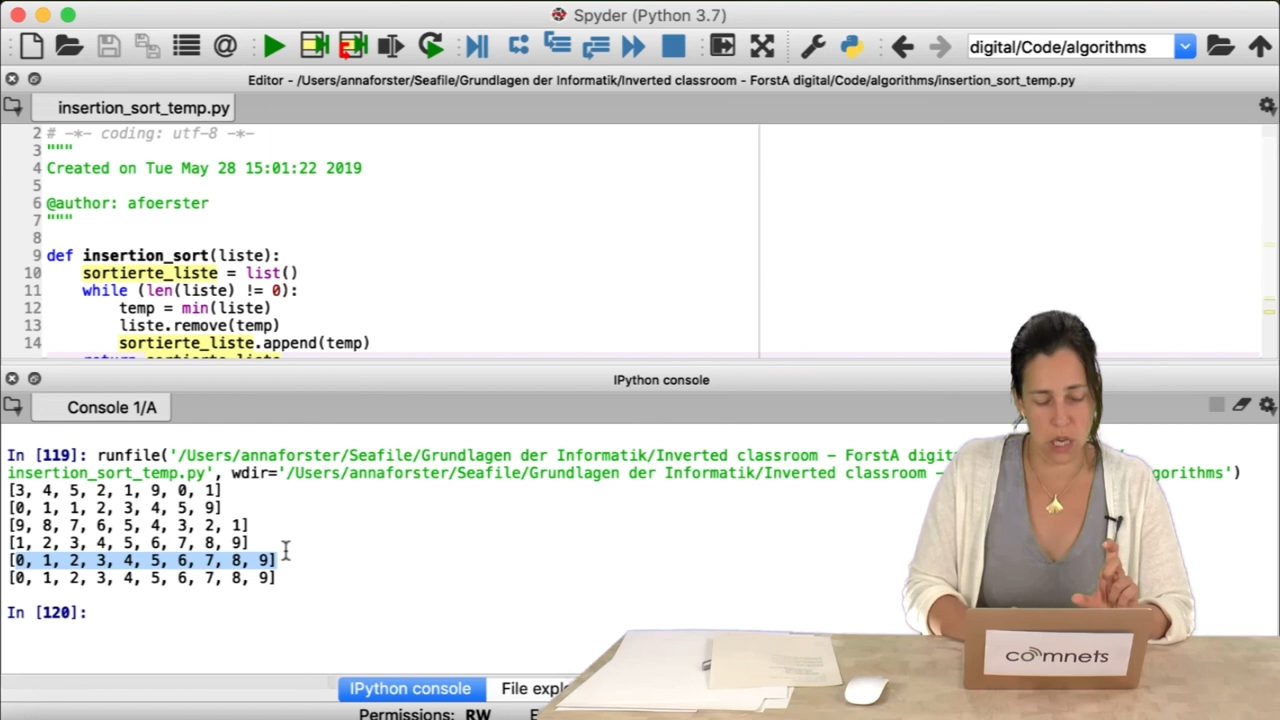 Spyder (Python 3.7)
digital/Code/algorithms
Editor - /Users/annaforster/Seafile/Grundlagen der Informatik/Inverted classroom - ForstA digital/Code/algorithms/insertion_sort_temp.py
insertion_sort_temp.py
2 # -*- coding: utf-8 -*-
3 """
4 Created on Tue May 28 15:01:22 2019
5
6 @author: afoerster
7 """
8
9 def insertion_sort(liste):
10 sortierte_liste = list()
11 while (len(liste) != 0):
12 temp = min(liste)
13 liste.remove(temp)
14 sortierte_liste.append(temp)
return sortierte_liste
IPython console
Console 1/A
In [119]: runfile('/Users/annaforster/Seafile/Grundlagen der Informatik/Inverted classroom - ForstA
insertion_sort_temp.py', wdir='/Users/annaforster/Seafile/Grundlagen der Informatik/Inverted classroom -
[3, 4, 5, 2, 1, 9, 0, 1]
[0, 1, 1, 2, 3, 4, 5, 9]
[9, 8, 7, 6, 5, 4, 3, 2, 1]
[1, 2, 3, 4, 5, 6, 7, 8, 9]
[0, 1, 2, 3, 4, 5, 6, 7, 8, 9]
[0, 1, 2, 3, 4, 5, 6, 7, 8, 9]
In [120]:
comnets
IPython console
File
Permissions: RW